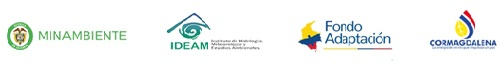 MINAMBIENTE
IDEAM
Instituto de Hidrología,
Meteorología y
Estudios Ambientales
Fondo
Adaptación
CORMAGDALENA